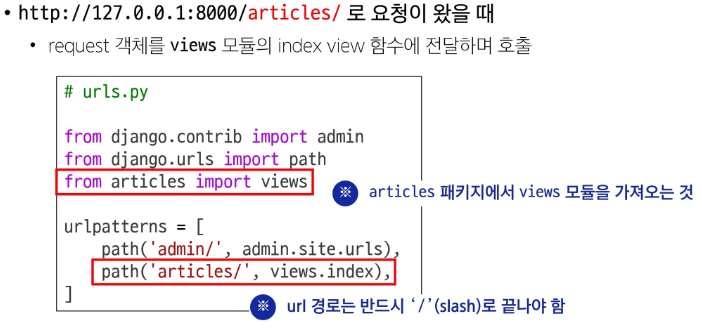 • http://127.0.0.1:8000/articles/ 로 요청이 왔을 때
• request 객체를 views 모듈의 index view 함수에 전달하며 호출
# urls.py
from django.contrib import admin
from django.urls import path
from articles import views
※ articles 패키지에서 views 모듈을 가져오는 것
urlpatterns = [
    path('admin/', admin.site.urls),
    path('articles/', views.index),
]
※ url 경로는 반드시 ‘/’(slash)로 끝나야 함